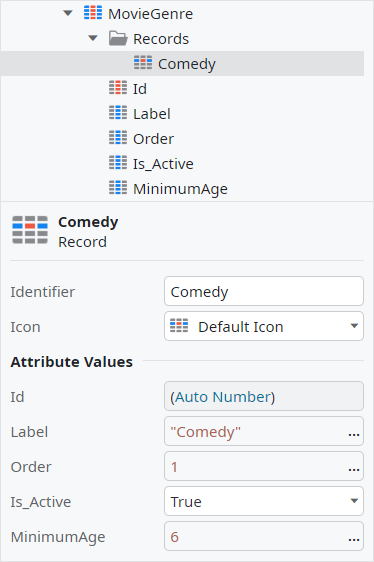 MovieGenre
Records
Comedy
Id
Label
Order
Is_Active
MinimumAge
Comedy
Record
Identifier Comedy
Icon Default Icon
Attribute Values
Id (Auto Number)
Label "Comedy" ...
Order 1 ...
Is_Active True
MinimumAge 6 ...